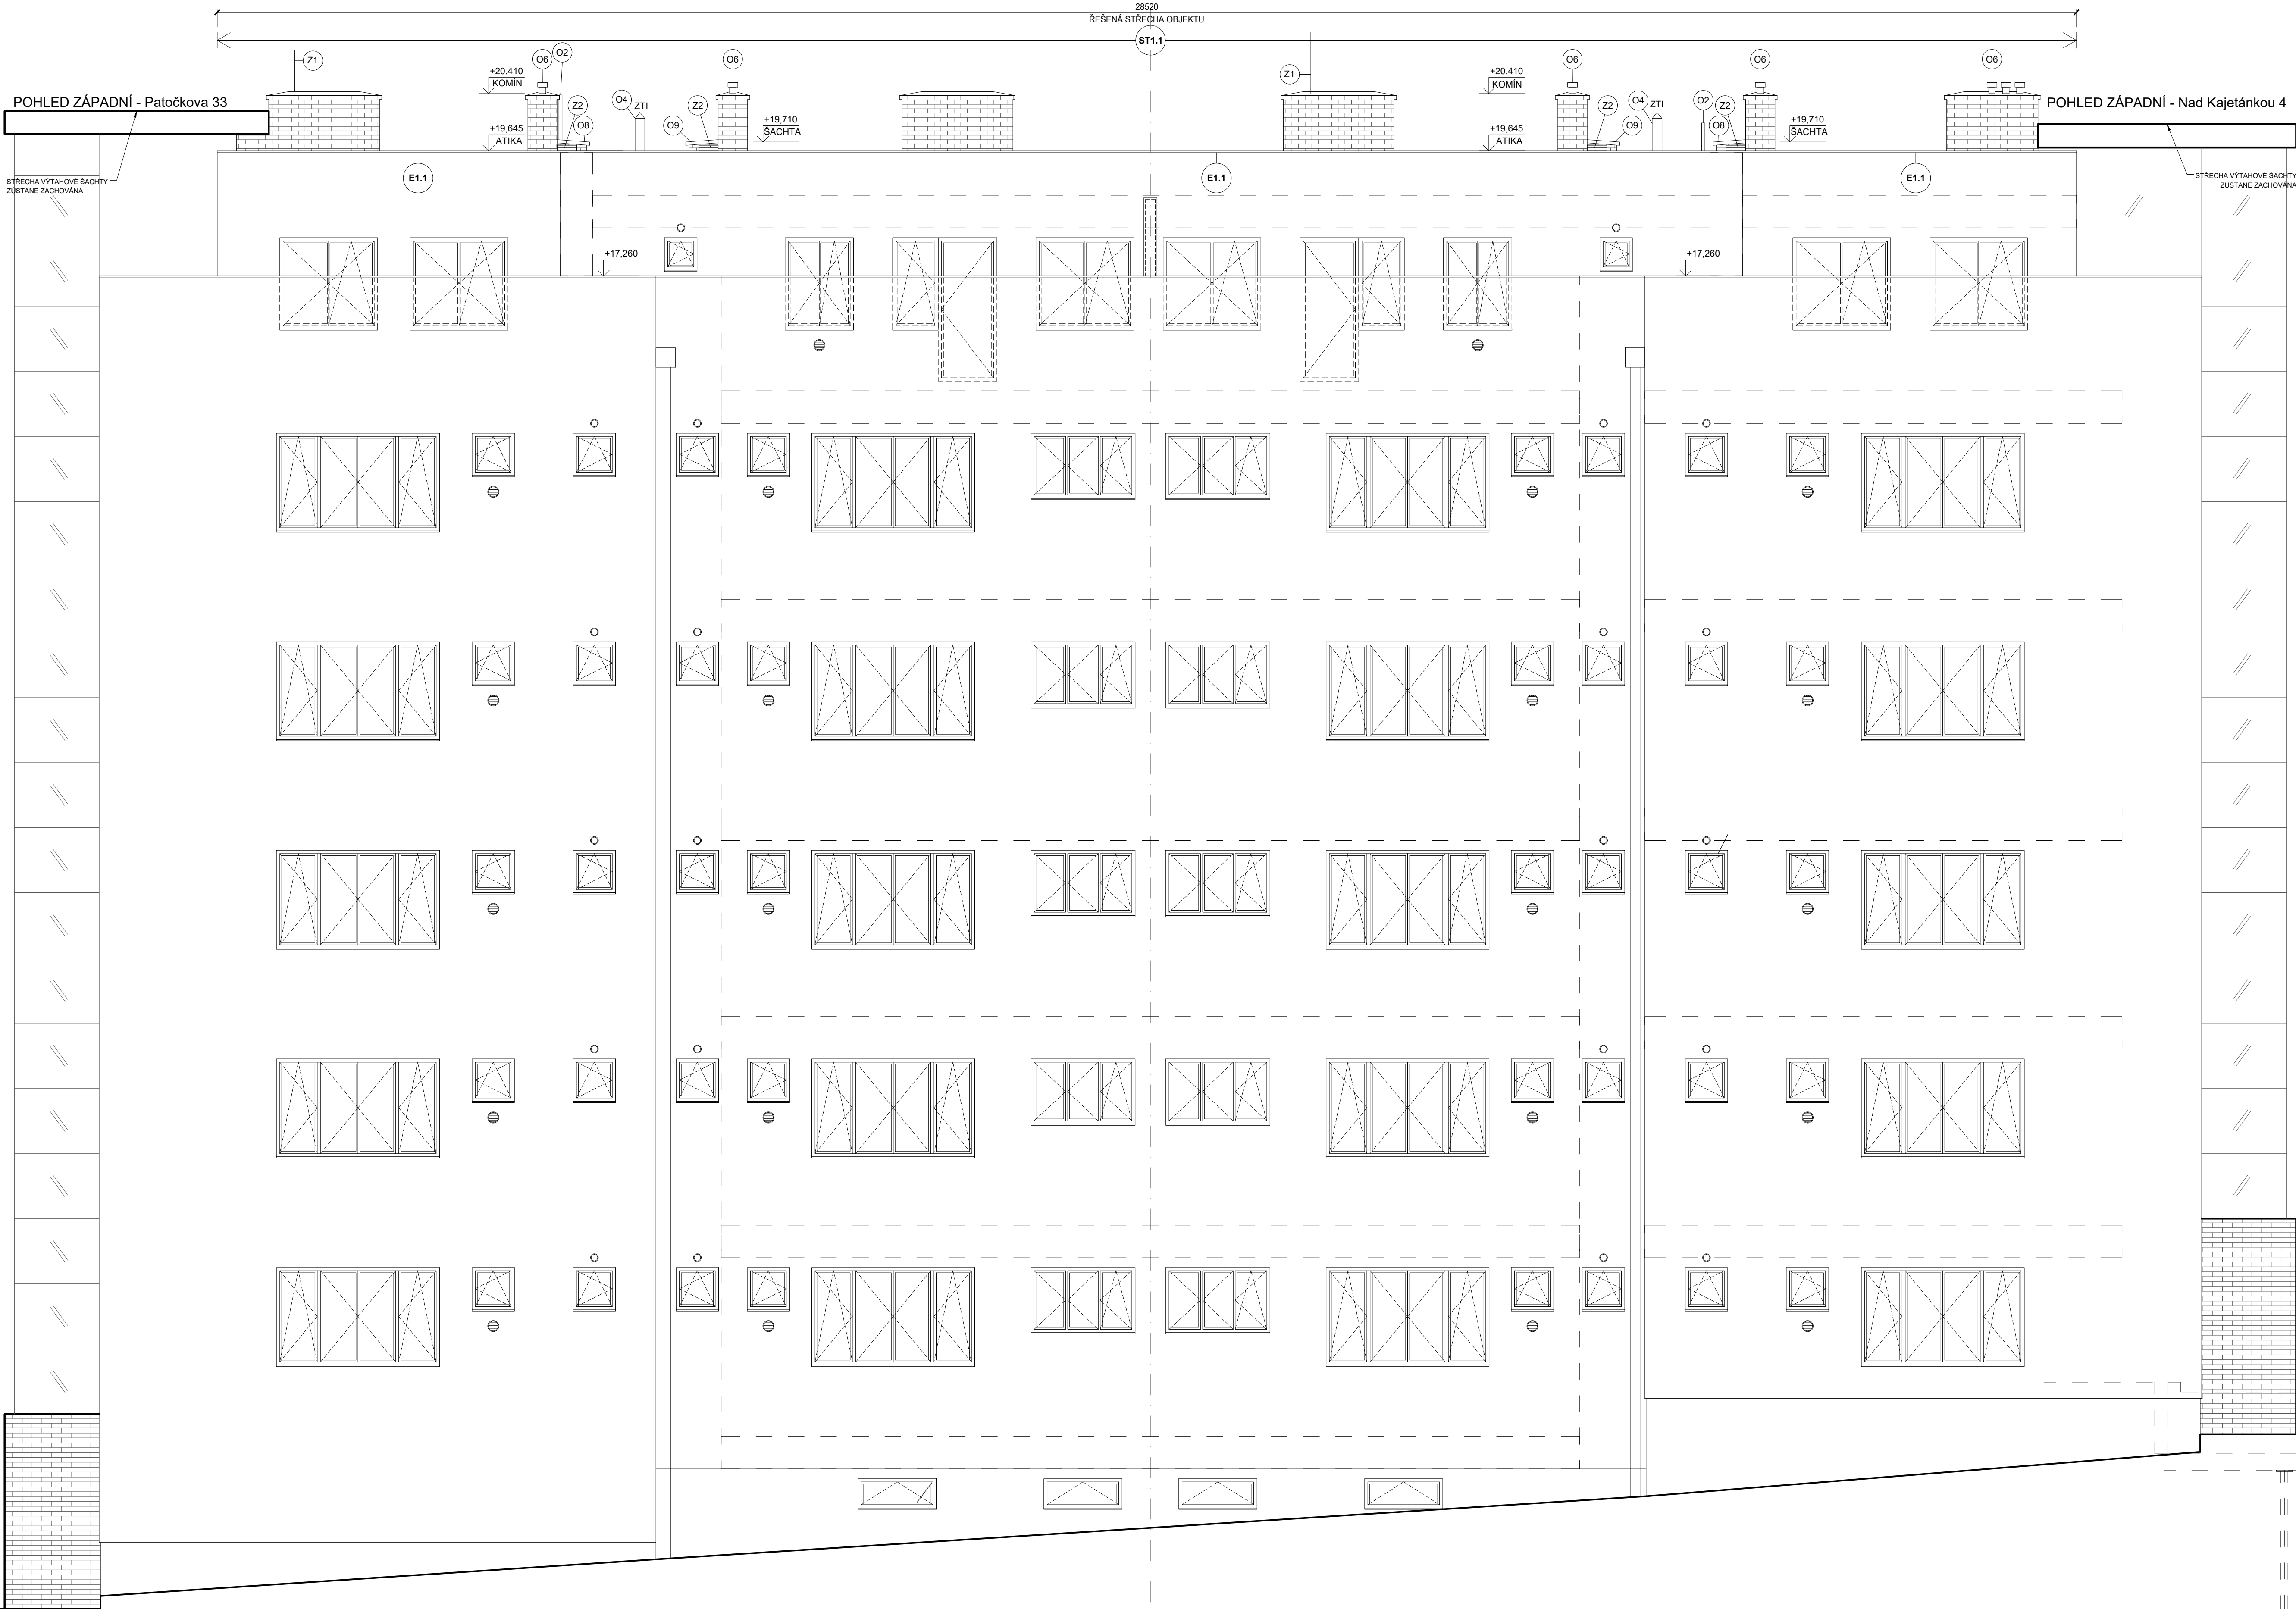 28520
ŘEŠENÁ STŘECHA OBJEKTU
ST1.1
Z1
+20,410
KOMÍN
O6
O2
O6
Z1
+20,410
KOMÍN
O6
O6
O6
POHLED ZÁPADNÍ - Patočkova 33
POHLED ZÁPADNÍ - Nad Kajetánkou 4
+19,645
ATIKA
Z2
O8
O4
ZTI
O9
Z2
+19,710
ŠACHTA
+19,645
ATIKA
Z2
O9
O4
ZTI
O2
Z2
O8
+19,710
ŠACHTA
STŘECHA VÝTAHOVÉ ŠACHTY
ZŮSTANE ZACHOVÁNA
E1.1
E1.1
E1.1
STŘECHA VÝTAHOVÉ ŠACHTY
ZŮSTANE ZACHOVÁNA
+17,260
+17,260